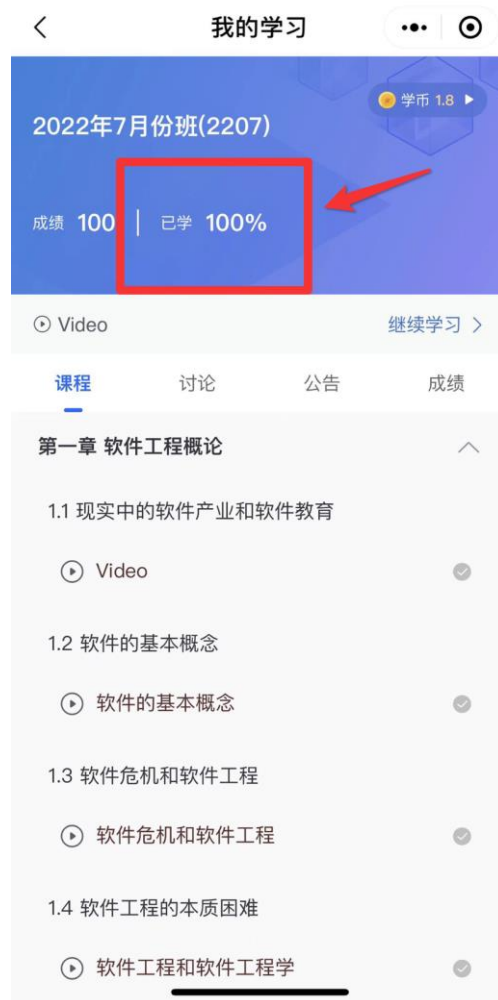 我的学习
学币 1.8
2022年7月份班(2207)
成绩 100 已学 100%
Video 继续学习
课程 讨论 公告 成绩
第一章 软件工程概论
1.1 现实中的软件产业和软件教育
Video
1.2 软件的基本概念
软件的基本概念
1.3 软件危机和软件工程
软件危机和软件工程
1.4 软件工程的本质困难
软件工程和软件工程学